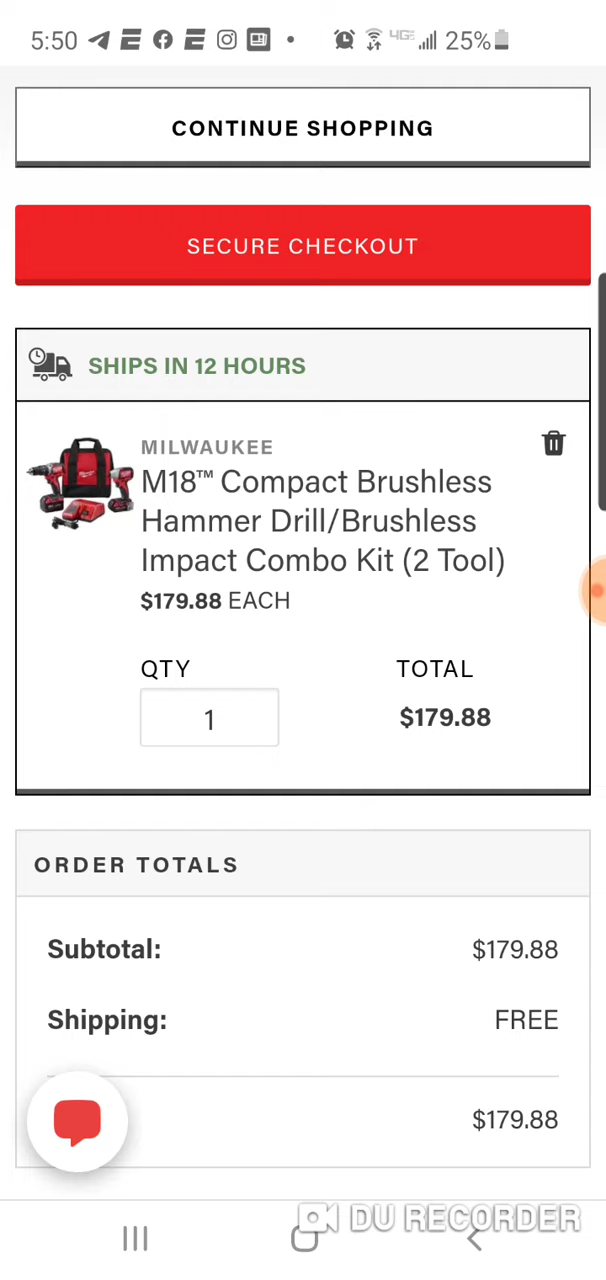 5:50 4GE 25%
CONTINUE SHOPPING
SECURE CHECKOUT
SHIPS IN 12 HOURS
MILWAUKEE
M18™ Compact Brushless
Hammer Drill/Brushless
Impact Combo Kit (2 Tool)
$179.88 EACH
QTY TOTAL
1 $179.88
ORDER TOTALS
Subtotal: $179.88
Shipping: FREE
$179.88
DU RECORDER